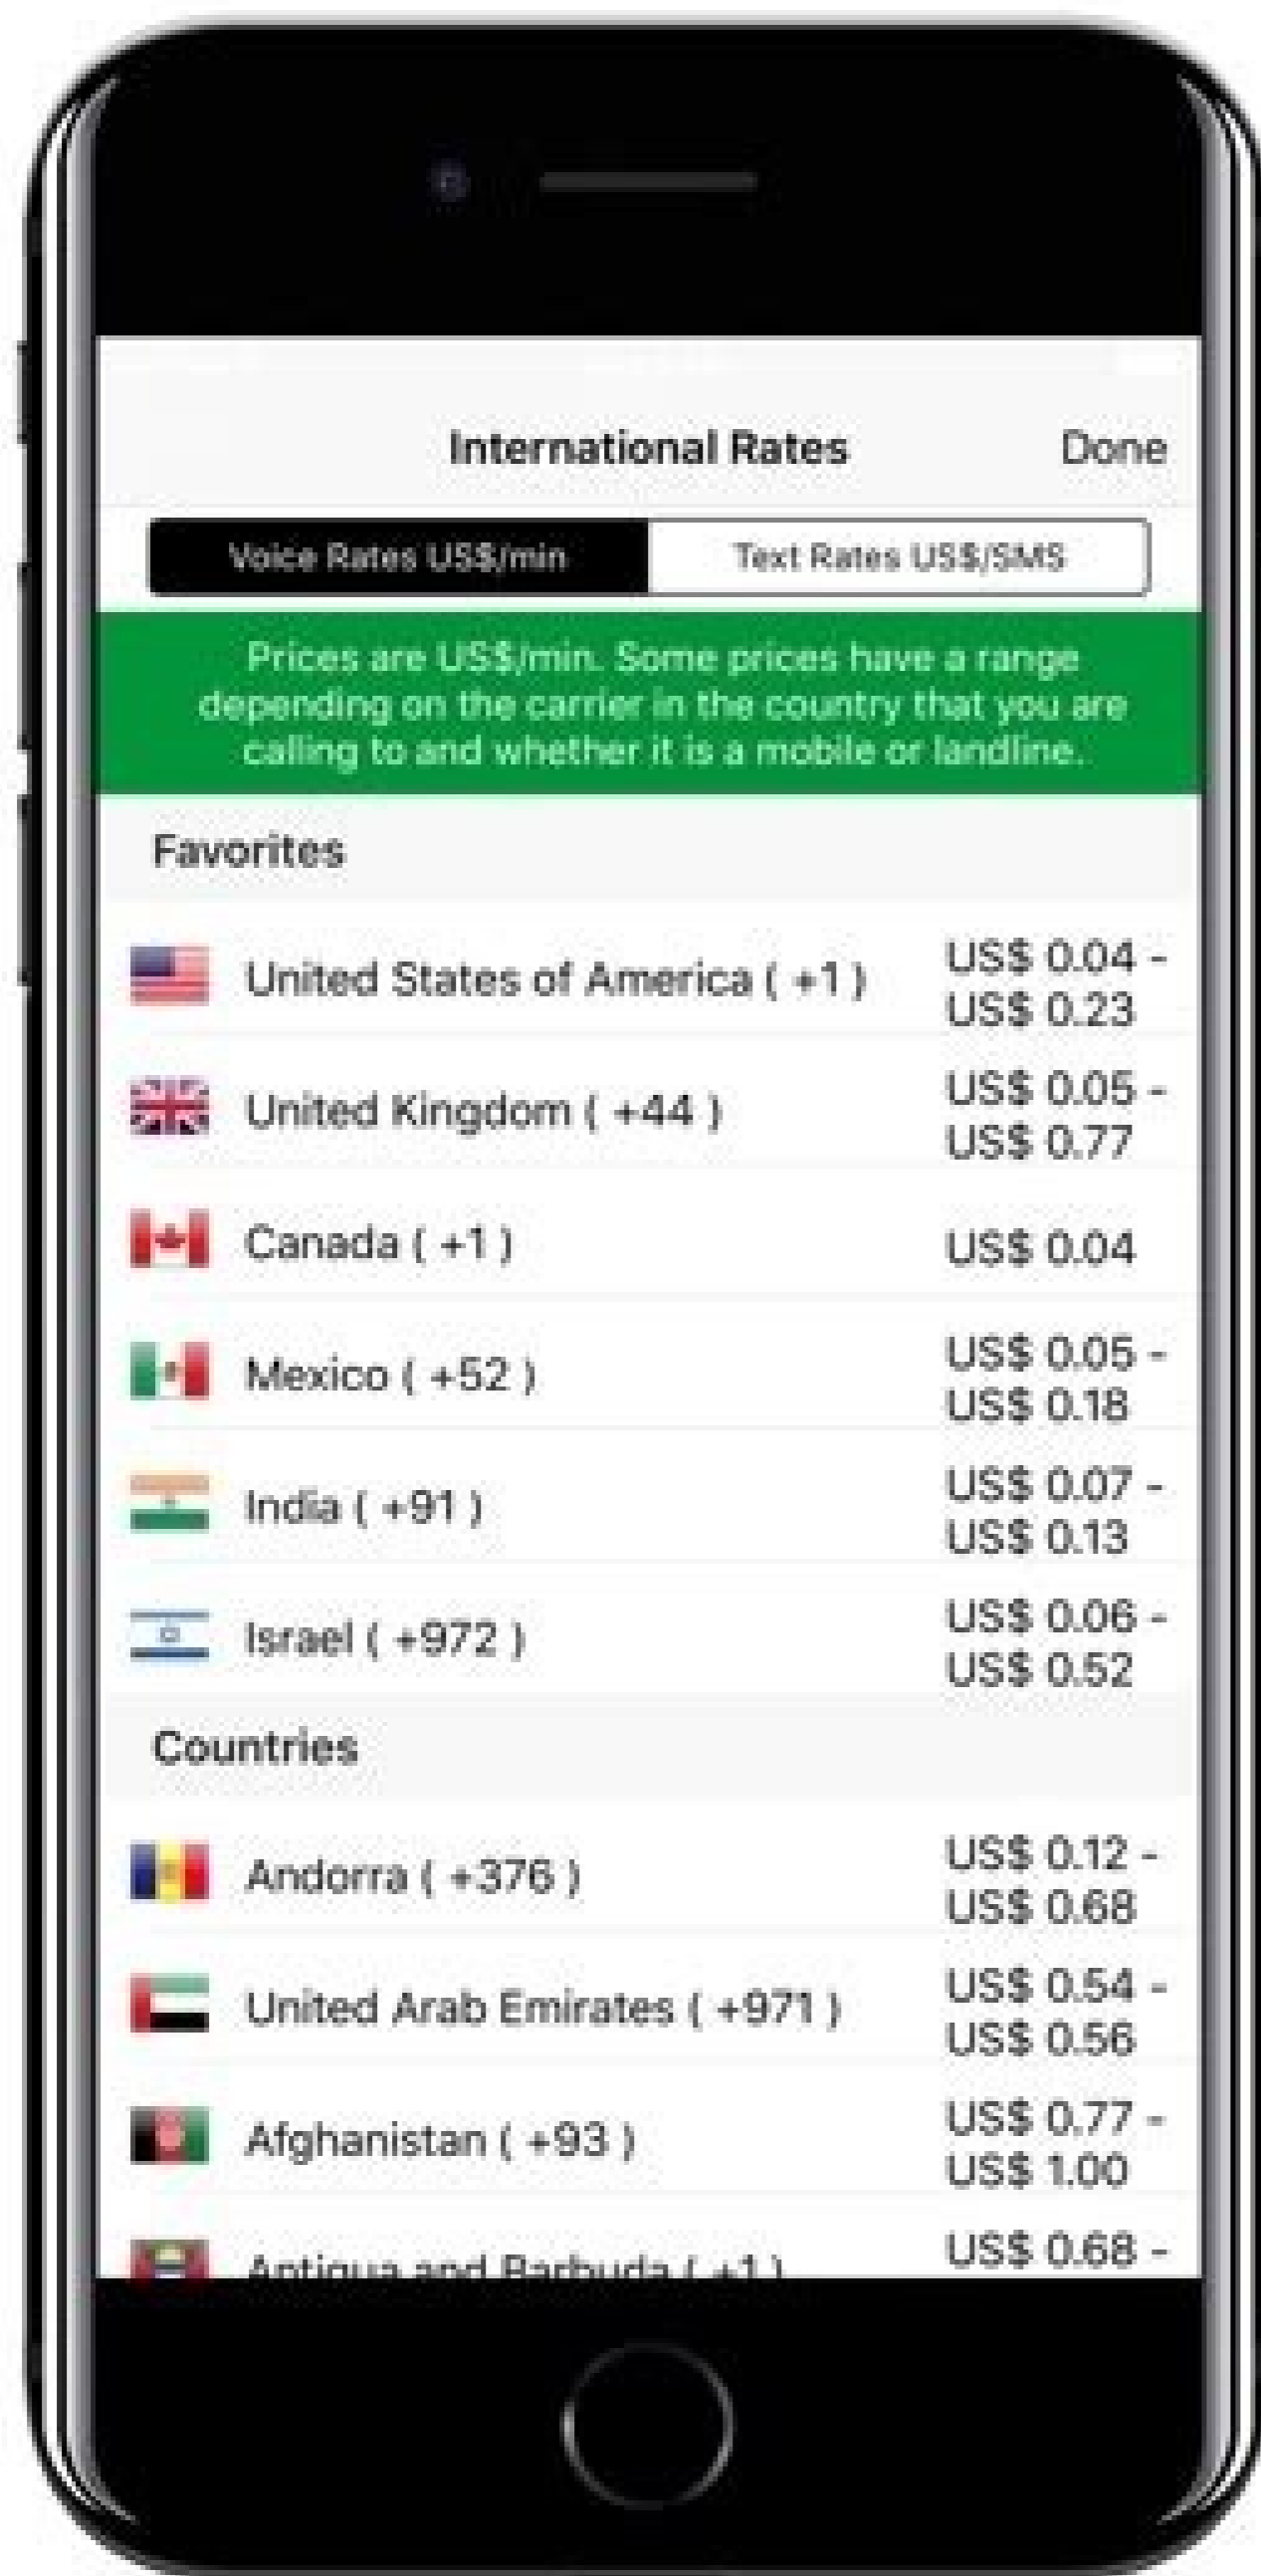 International Rates Done
Voice Rates US$/min Text Rates US$/SMS
Prices are US$/min. Some prices have a range
depending on the carrier in the country that you are
calling to and whether it is a mobile or landline.
Favorites
United States of America ( +1 ) US$ 0.04 -
US$ 0.23
United Kingdom ( +44 ) US$ 0.05 -
US$ 0.77
Canada ( +1 ) US$ 0.04
Mexico ( +52 ) US$ 0.05 -
US$ 0.18
India ( +91 ) US$ 0.07 -
US$ 0.13
Israel ( +972 ) US$ 0.06 -
US$ 0.52
Countries
Andorra ( +376 ) US$ 0.12 -
US$ 0.68
United Arab Emirates ( +971 ) US$ 0.54 -
US$ 0.56
Afghanistan ( +93 ) US$ 0.77 -
US$ 1.00
Antigua and Barbuda ( +1 ) US$ 0.68 -